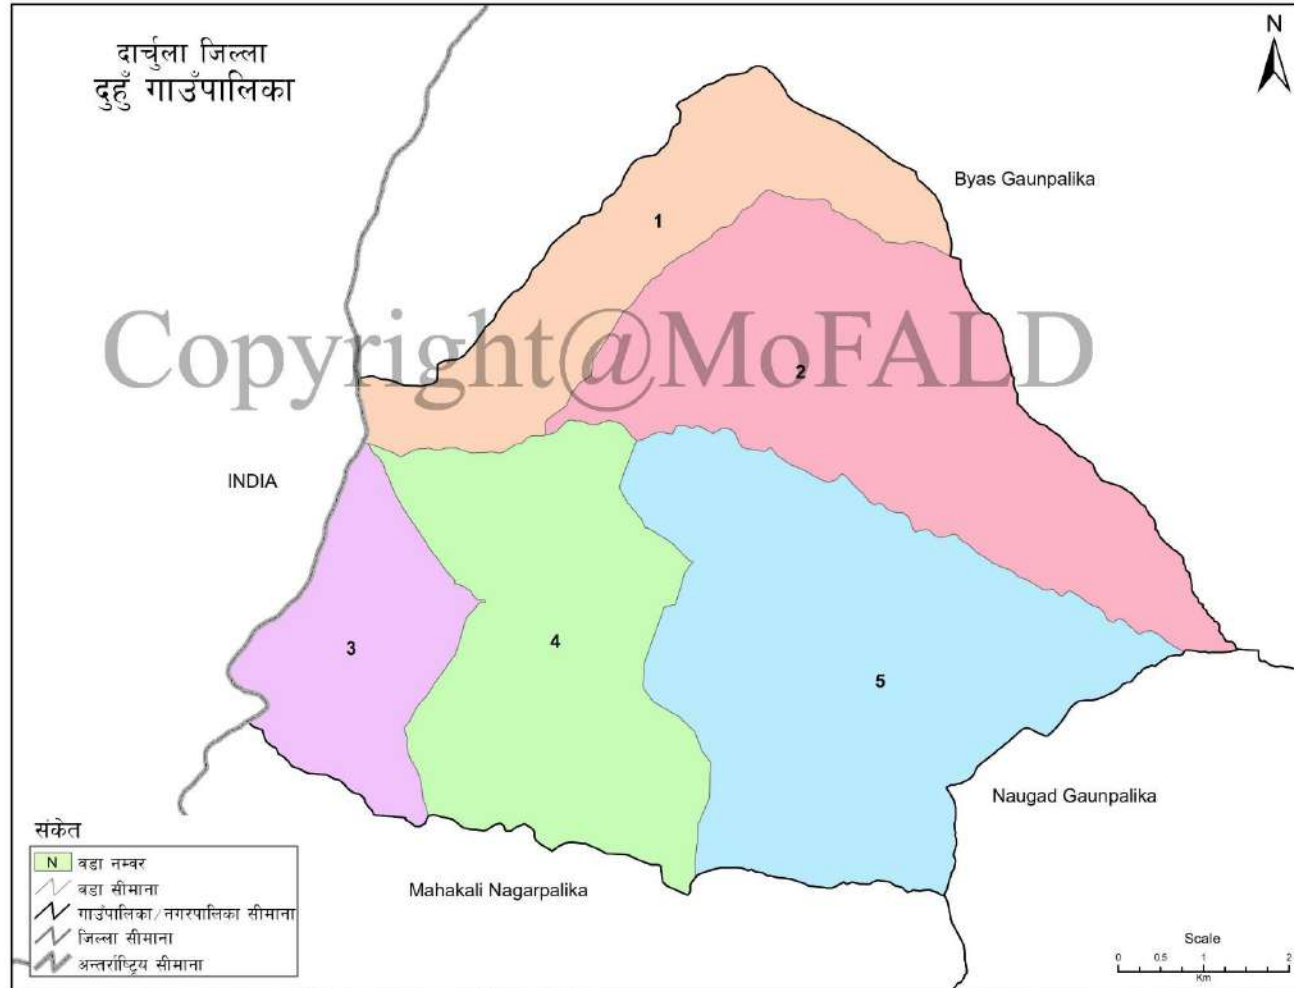 दार्चुला जिल्ला
दुहुँ गाउँपालिका
N
Byas Gaunpalika
1
2
Copyright@MoFALD
INDIA
3
4
5
Naugad Gaunpalika
Mahakali Nagarpalika
संकेत
N वडा नम्वर
वडा सीमाना
गाउँपालिका/नगरपालिका सीमाना
जिल्ला सीमाना
अन्तर्राष्ट्रिय सीमाना
Scale
0 0.5 1 2
Km